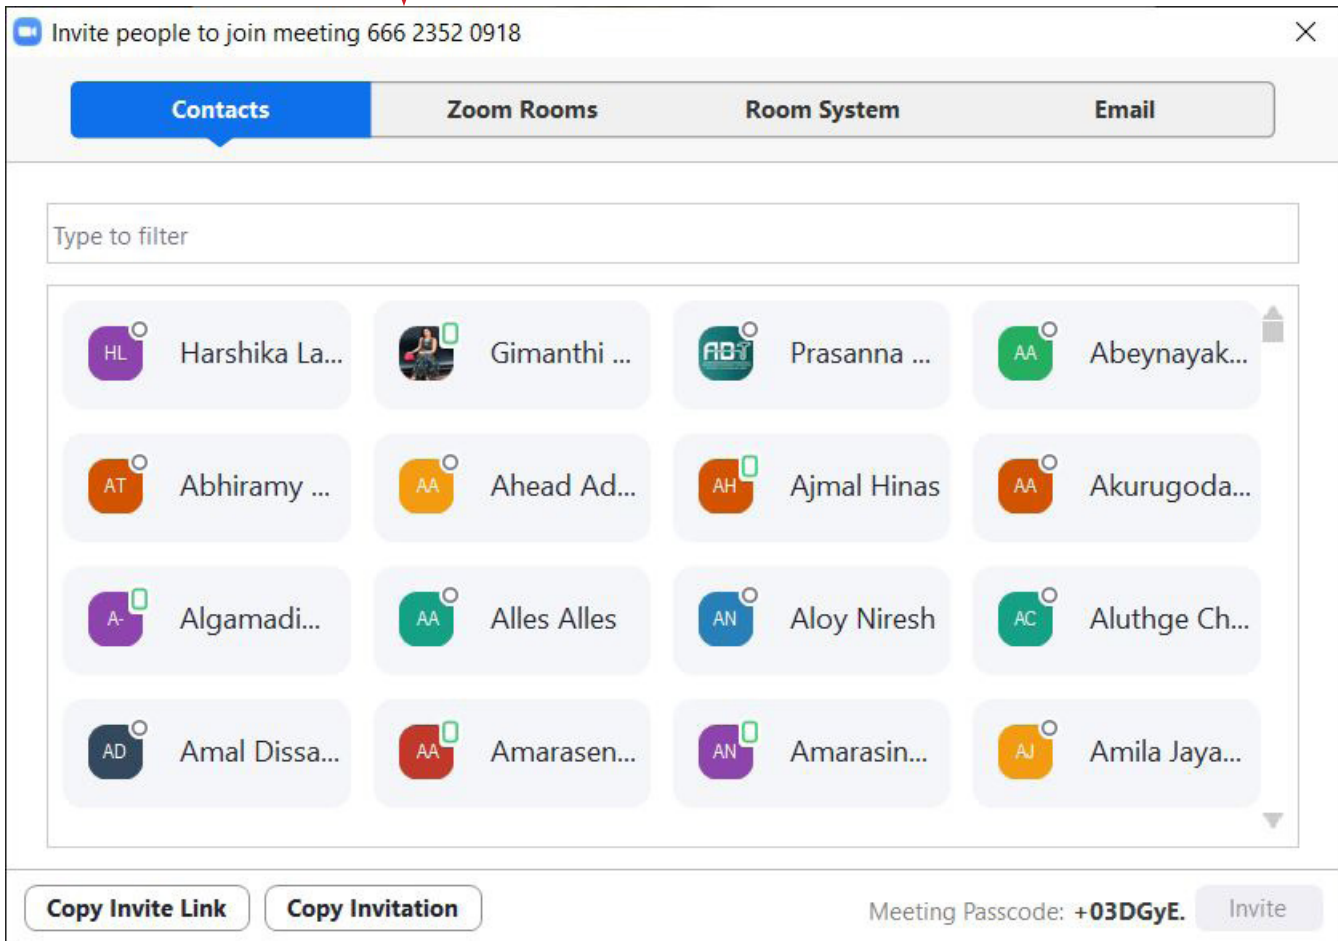 Invite people to join meeting 666 2352 0918
Contacts Zoom Rooms Room System Email
Type to filter
HL Harshika La... Gimanthi ... ABT Prasanna ... AA Abeynayak...
AT Abhiramy ... AA Ahead Ad... AH Ajmal Hinas AA Akurugoda...
A- Algamadi... AA Alles Alles AN Aloy Niresh AC Aluthge Ch...
AD Amal Dissa... AA Amarasen... AN Amarasin... AJ Amila Jaya...
Copy Invite Link Copy Invitation Meeting Passcode: +03DGyE. Invite